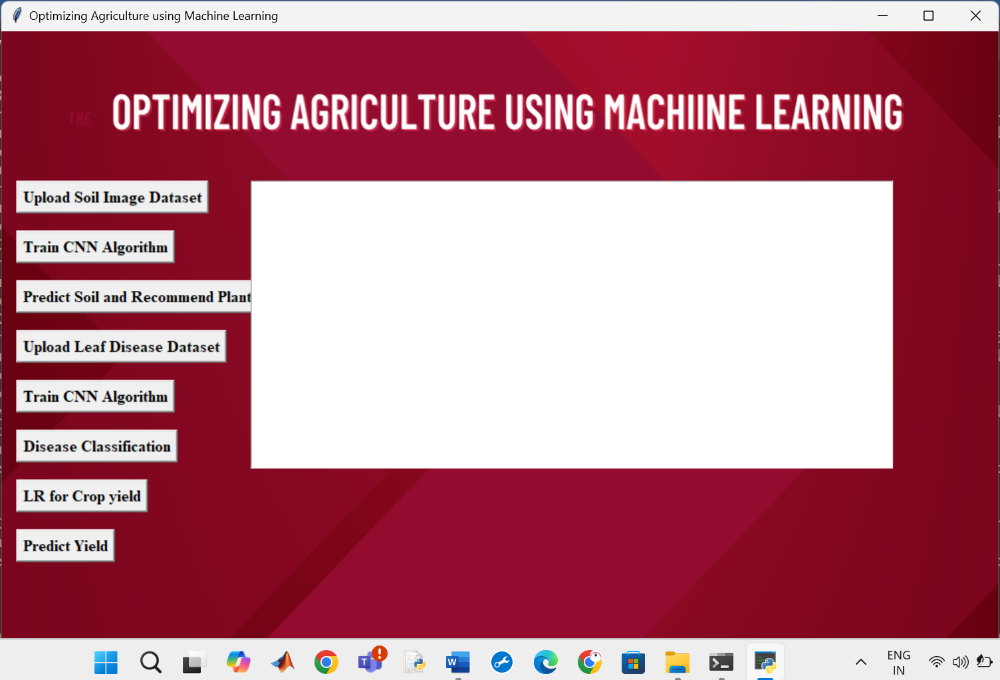 Optimizing Agriculture using Machine Learning
THE
OPTIMIZING AGRICULTURE USING MACHIINE LEARNING
Upload Soil Image Dataset
Train CNN Algorithm
Predict Soil and Recommend Plant
Upload Leaf Disease Dataset
Train CNN Algorithm
Disease Classification
LR for Crop yield
Predict Yield
ENG
IN